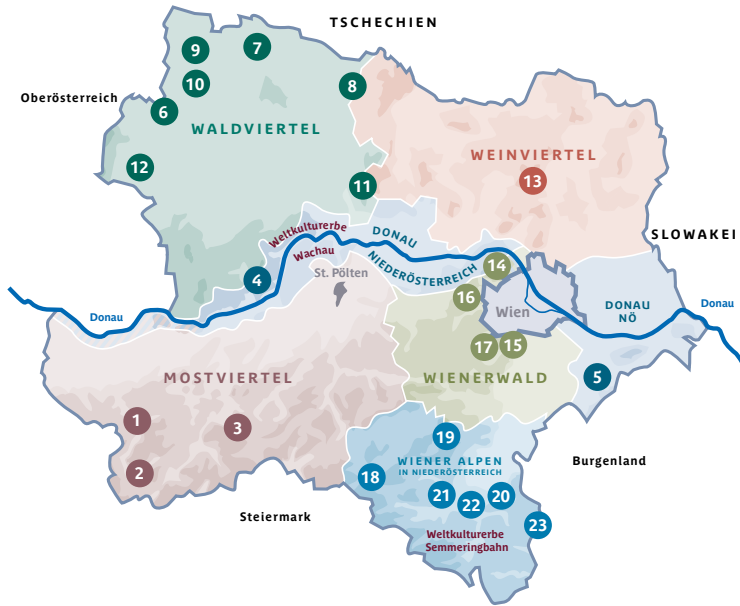 TSCHECHIEN
9
7
10
8
Oberösterreich
6
WALDVIERTEL
WEINVIERTEL
12
11
13
Weltkulturerbe
Wachau
DONAU
NIEDERÖSTERREICH
SLOWAKEI
14
4
St. Pölten
16
Wien
DONAU
NÖ
Donau
Donau
17
15
MOSTVIERTEL
WIENERWALD
5
1
3
19
2
WIENER ALPEN
IN NIEDERÖSTERREICH
Burgenland
18
21
22
20
Steiermark
23
Weltkulturerbe
Semmeringbahn